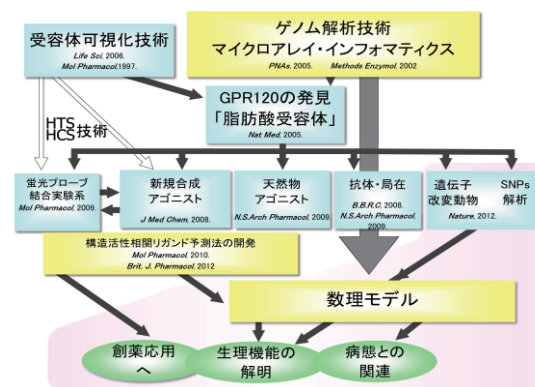 受容体可視化技術
Life Sci, 2006.
Mol Pharmacol,1997.
ゲノム解析技術
マイクロアレイ・インフォマティクス
PNAs. 2005. Methods Enzymol, 2002
GPR120の発見
「脂肪酸受容体」
Nat Med, 2005.
HTS
HCS技術
蛍光プローブ
結合実験系
Mol Pharmacol, 2009.
新規合成
アゴニスト
J Med Chem, 2008.
天然物
アゴニスト
N.S.Arch Pharmacol, 2009.
抗体・局在
B.B.R.C, 2008.
N.S.Arch Pharmacol,
2009.
遺伝子 SNPs
改変動物 解析
Nature, 2012.
構造活性相関リガンド予測法の開発
Mol Pharmacol, 2010.
Brit. J. Pharmacol, 2012
数理モデル
創薬応用
へ
生理機能の
解明
病態との
関連